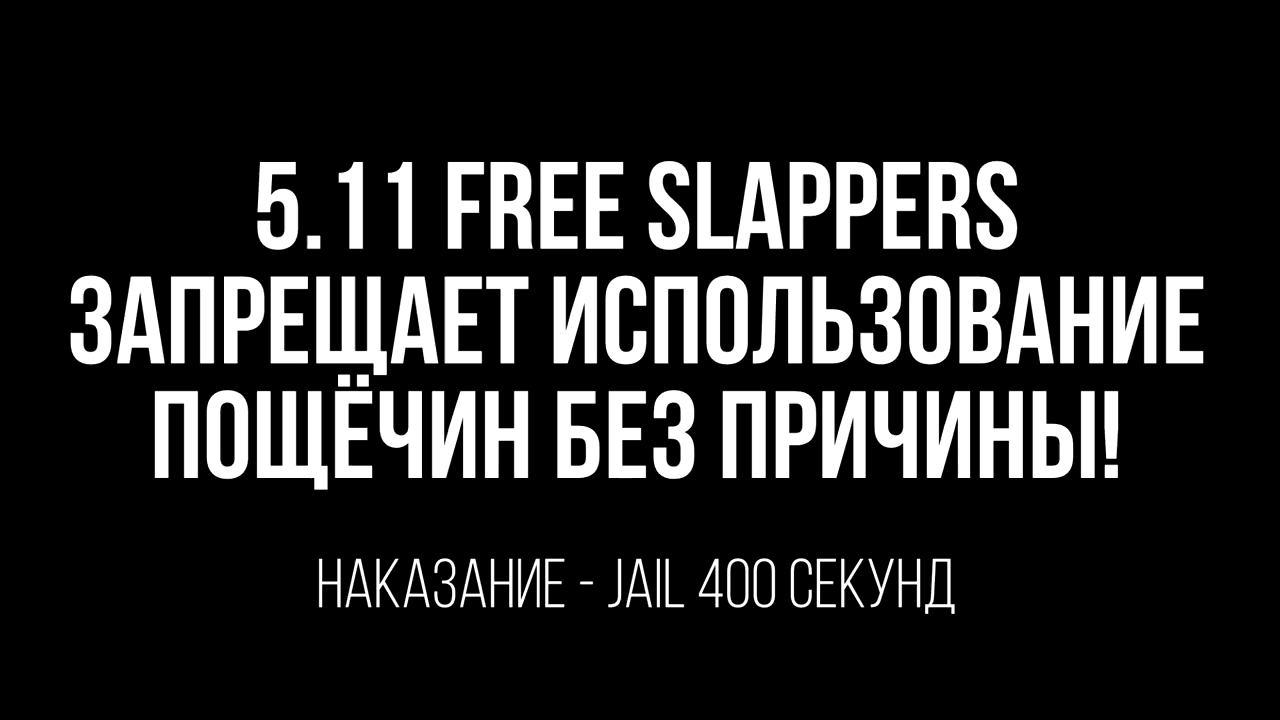 5.11 FREE SLAPPERS
ЗАПРЕЩАЕТ ИСПОЛЬЗОВАНИЕ
ПОЩЁЧИН БЕЗ ПРИЧИНЫ!
НАКАЗАНИЕ - JAIL 400 СЕКУНД